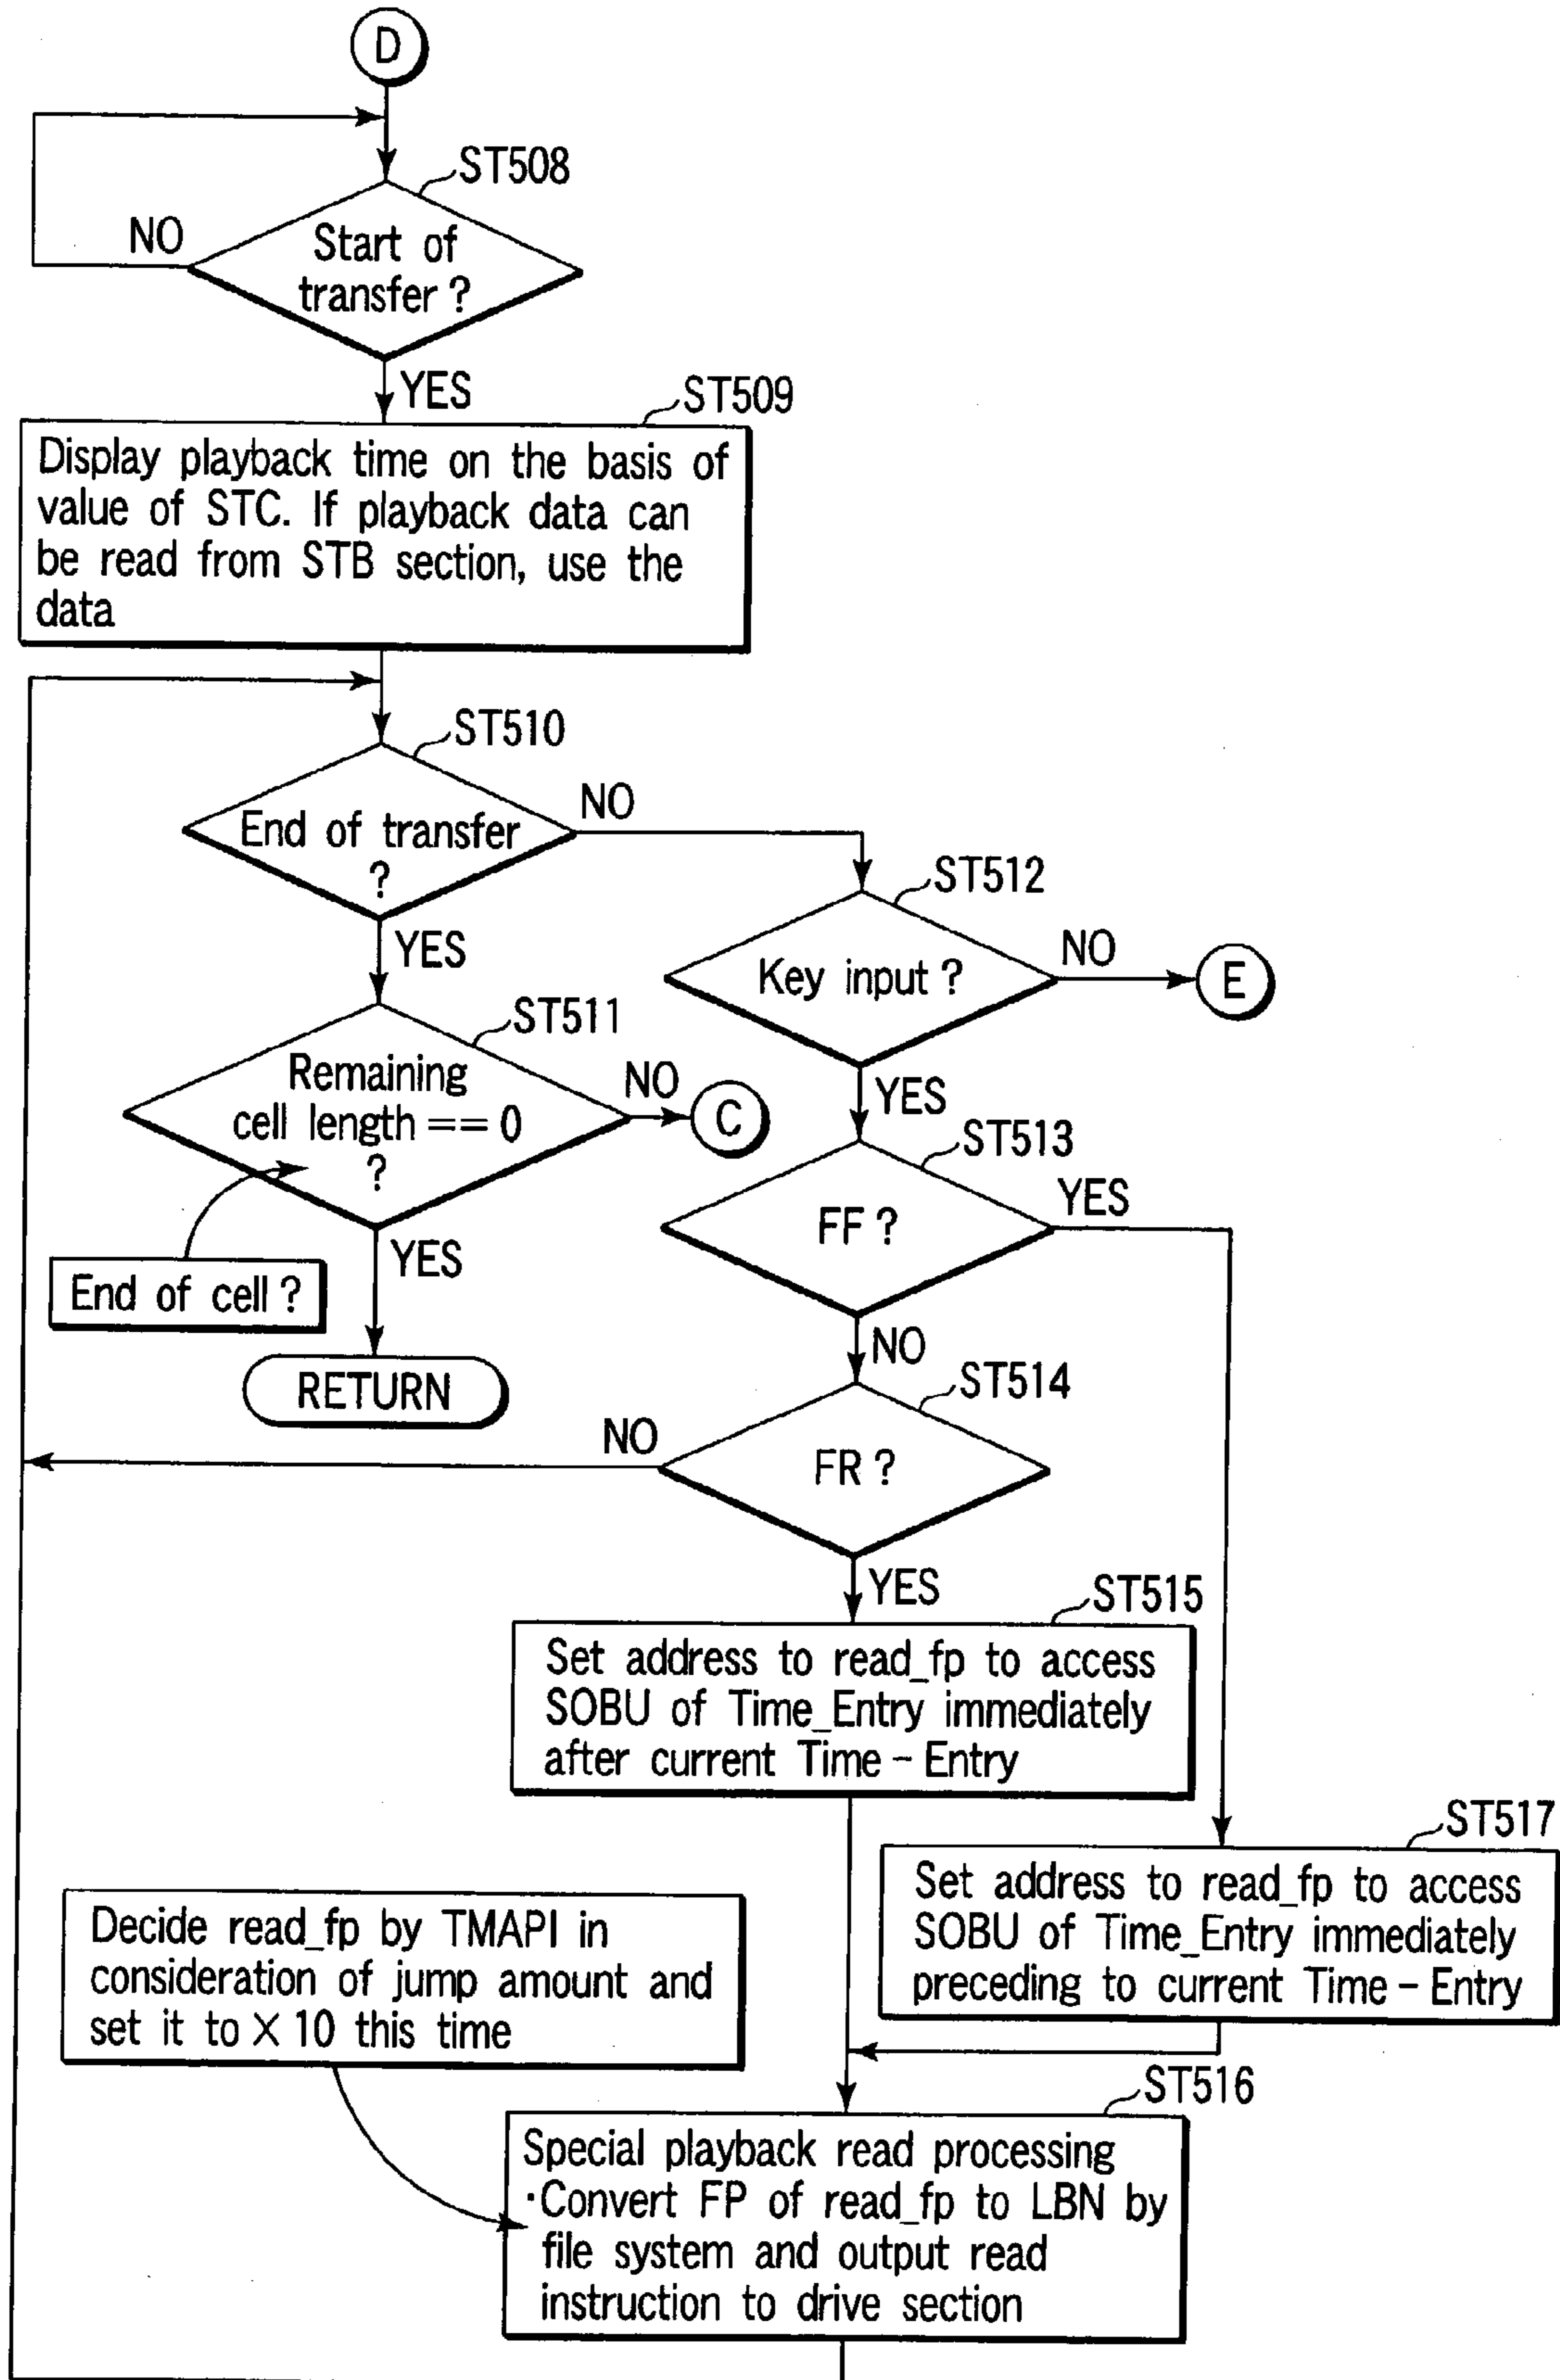 D
ST508
NO
Start of
transfer ?
YES
ST509
Display playback time on the basis of
value of STC. If playback data can
be read from STB section, use the
data
ST510
NO
End of transfer
?
ST512
YES
NO
Key input ?
E
ST511
Remaining
cell length == 0
?
NO
C
YES
ST513
YES
FF ?
End of cell ?
YES
NO
RETURN
ST514
NO
FR ?
YES
ST515
Set address to read_fp to access
SOBU of Time_Entry immediately
after current Time - Entry
ST517
Set address to read_fp to access
SOBU of Time_Entry immediately
preceding to current Time - Entry
Decide read_fp by TMAPI in
consideration of jump amount and
set it to × 10 this time
ST516
Special playback read processing
·Convert FP of read_fp to LBN by
file system and output read
instruction to drive section